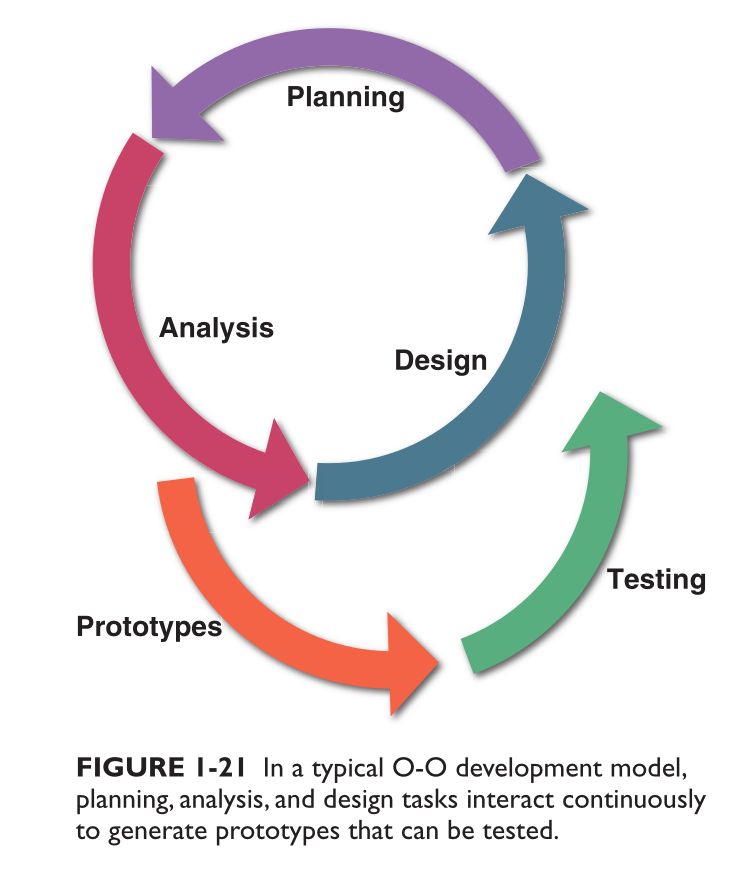 Planning
Analysis
Design
Testing
Prototypes
FIGURE 1-21 In a typical O-O development model,
planning, analysis, and design tasks interact continuously
to generate prototypes that can be tested.